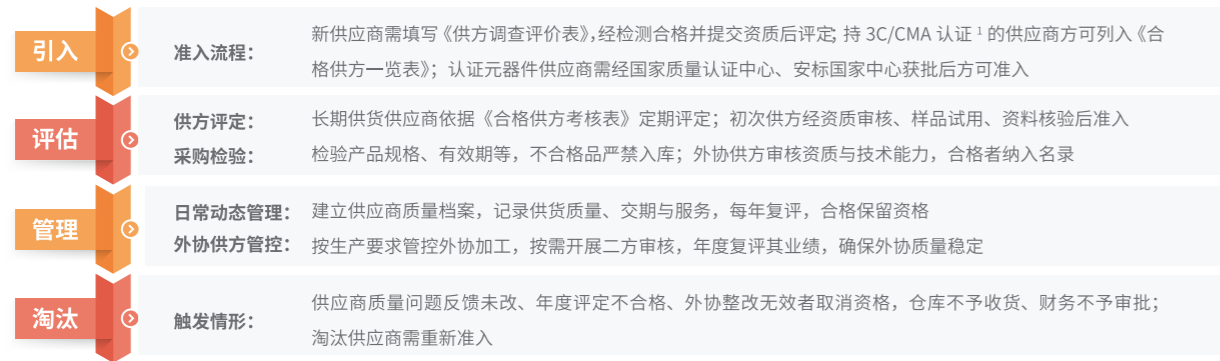 引入
准入流程：
新供应商需填写《供方调查评价表》，经检测合格并提交资质后评定；持 3C/CMA 认证¹ 的供应商方可列入《合
格供方一览表》；认证元器件供应商需经国家质量认证中心、安标国家中心获批后方可准入
评估
供方评定：
长期供货供应商依据《合格供方考核表》定期评定；初次供方经资质审核、样品试用、资料核验后准入
采购检验：
检验产品规格、有效期等，不合格品严禁入库；外协供方审核资质与技术能力，合格者纳入名录
管理
日常动态管理：
建立供应商质量档案，记录供货质量、交期与服务，每年复评，合格保留资格
外协供方管控：
按生产要求管控外协加工，按需开展二方审核，年度复评其业绩，确保外协质量稳定
淘汰
触发情形：
供应商质量问题反馈未改、年度评定不合格、外协整改无效者取消资格，仓库不予收货、财务不予审批；
淘汰供应商需重新准入